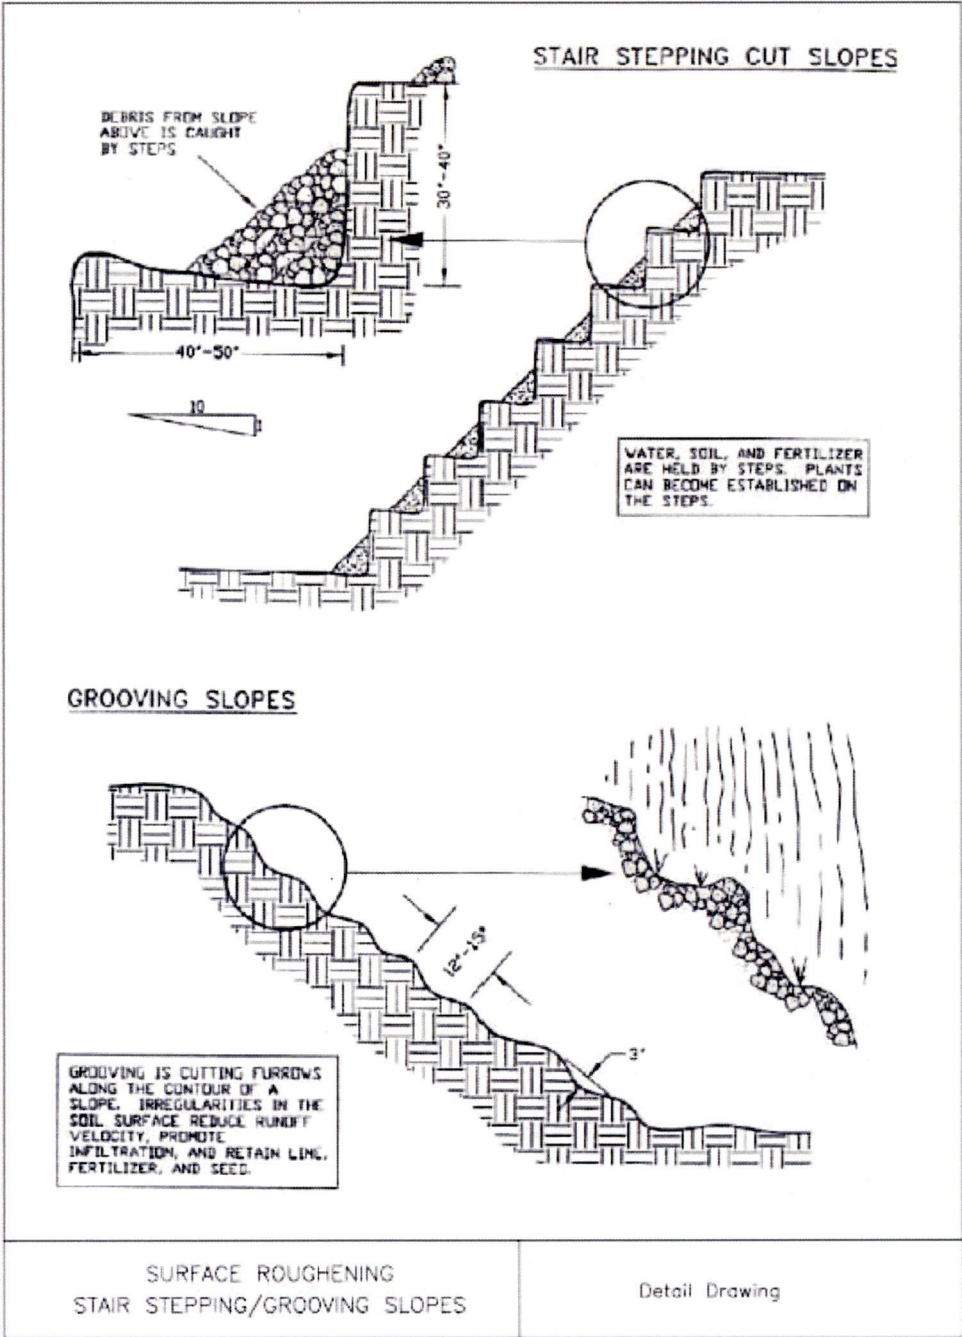 STAIR STEPPING CUT SLOPES
DEBRIS FROM SLOPE
ABOVE IS CAUGHT
BY STEPS
30"-40"
40"-50"
10
1
WATER, SOIL, AND FERTILIZER
ARE HELD BY STEPS. PLANTS
CAN BECOME ESTABLISHED ON
THE STEPS.
GROOVING SLOPES
12"-15"
3"
GROOVING IS CUTTING FURROWS
ALONG THE CONTOUR OF A
SLOPE. IRREGULARITIES IN THE
SOIL SURFACE REDUCE RUNOFF
VELOCITY, PROMOTE
INFILTRATION, AND RETAIN LINE,
FERTILIZER, AND SEED.
SURFACE ROUGHENING
STAIR STEPPING/GROOVING SLOPES
Detail Drawing